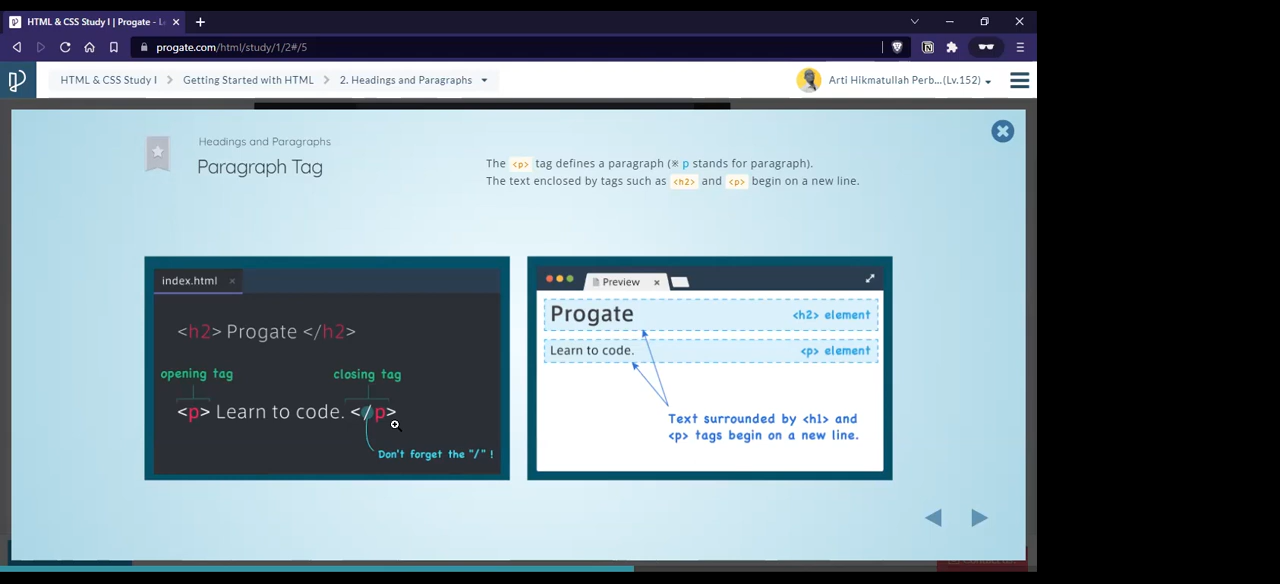 HTML & CSS Study I | Progate - L
progate.com/html/study/1/2#/5
HTML & CSS Study I
Getting Started with HTML
2. Headings and Paragraphs
Arti Hikmatullah Perb...(Lv.152)
Headings and Paragraphs
Paragraph Tag
The <p> tag defines a paragraph (※ p stands for paragraph).
The text enclosed by tags such as <h2> and <p> begin on a new line.
index.html ×
<h2> Progate </h2>
opening tag
closing tag
<p> Learn to code. </p>
Don't forget the "/" !
Preview ×
Progate
<h2> element
Learn to code.
<p> element
Text surrounded by <h1> and
<p> tags begin on a new line.